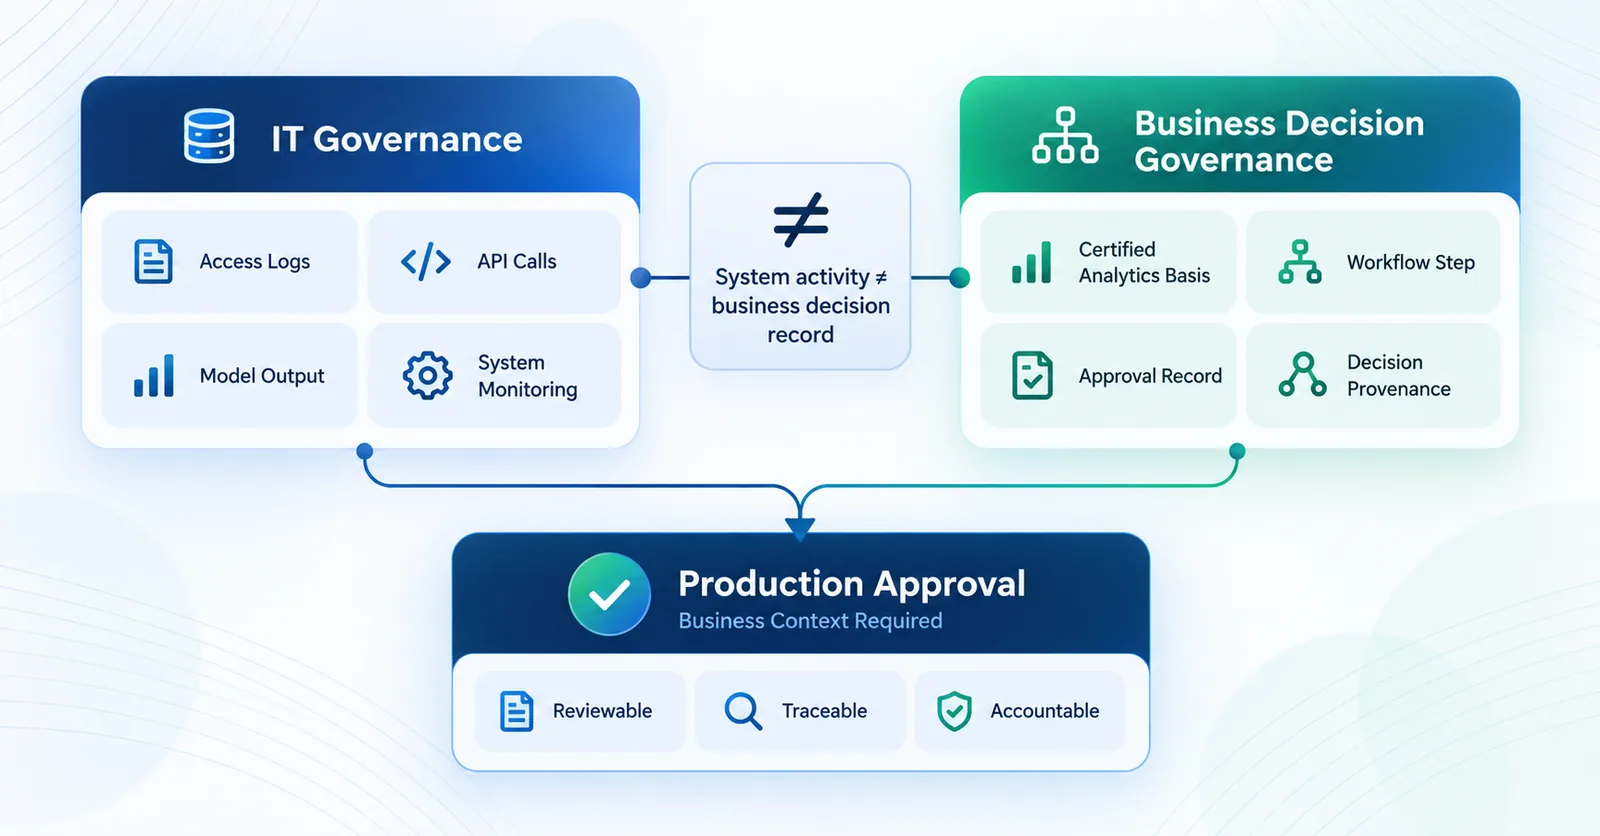 IT Governance
Access Logs
API Calls
Model Output
System
Monitoring
≠
System activity ≠
business decision
record
Business Decision
Governance
Certified
Analytics Basis
Workflow Step
Approval Record
Decision
Provenance
Production Approval
Business Context Required
Reviewable
Traceable
Accountable